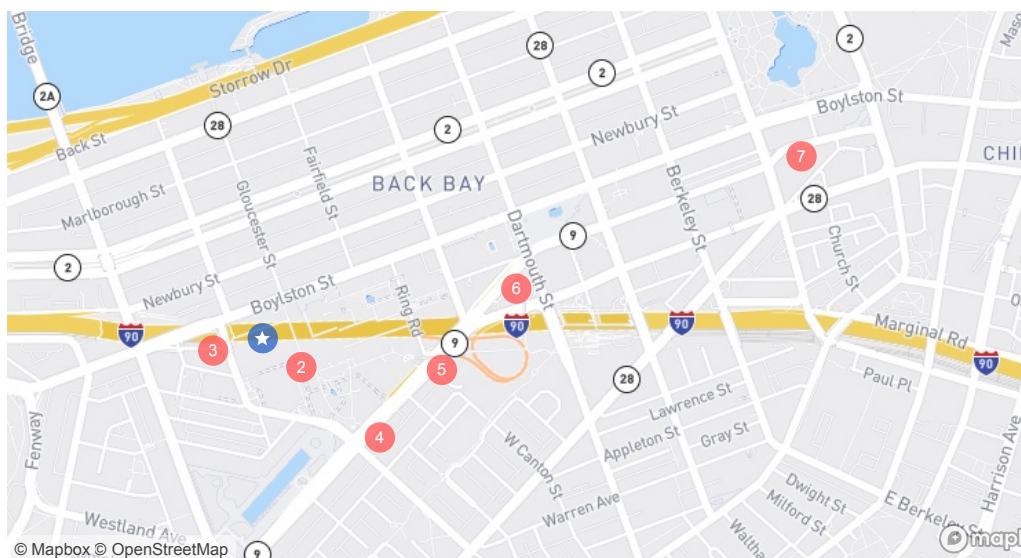 Bridge
2A
Storrow Dr
28
2
2
Mas
Boylston St
28
2
Newbury St
Back St
7
CHI
Fairfield St
BACK BAY
Gloucester St
Marlborough St
Berkeley St
28
Dartmouth St
9
Church St
2
Newbury St
Boylston St
6
Ring Rd
90
3
2
9
90
90
Marginal Rd
90
5
28
Paul Pl
Lawrence St
Appleton St
Gray St
4
W Canton St
Fenway
Harrison Ave
Dwight St
Milford St
E Berkeley St
Warren Ave
Westland Ave
Waltha
9
© Mapbox © OpenStreetMap
mapb